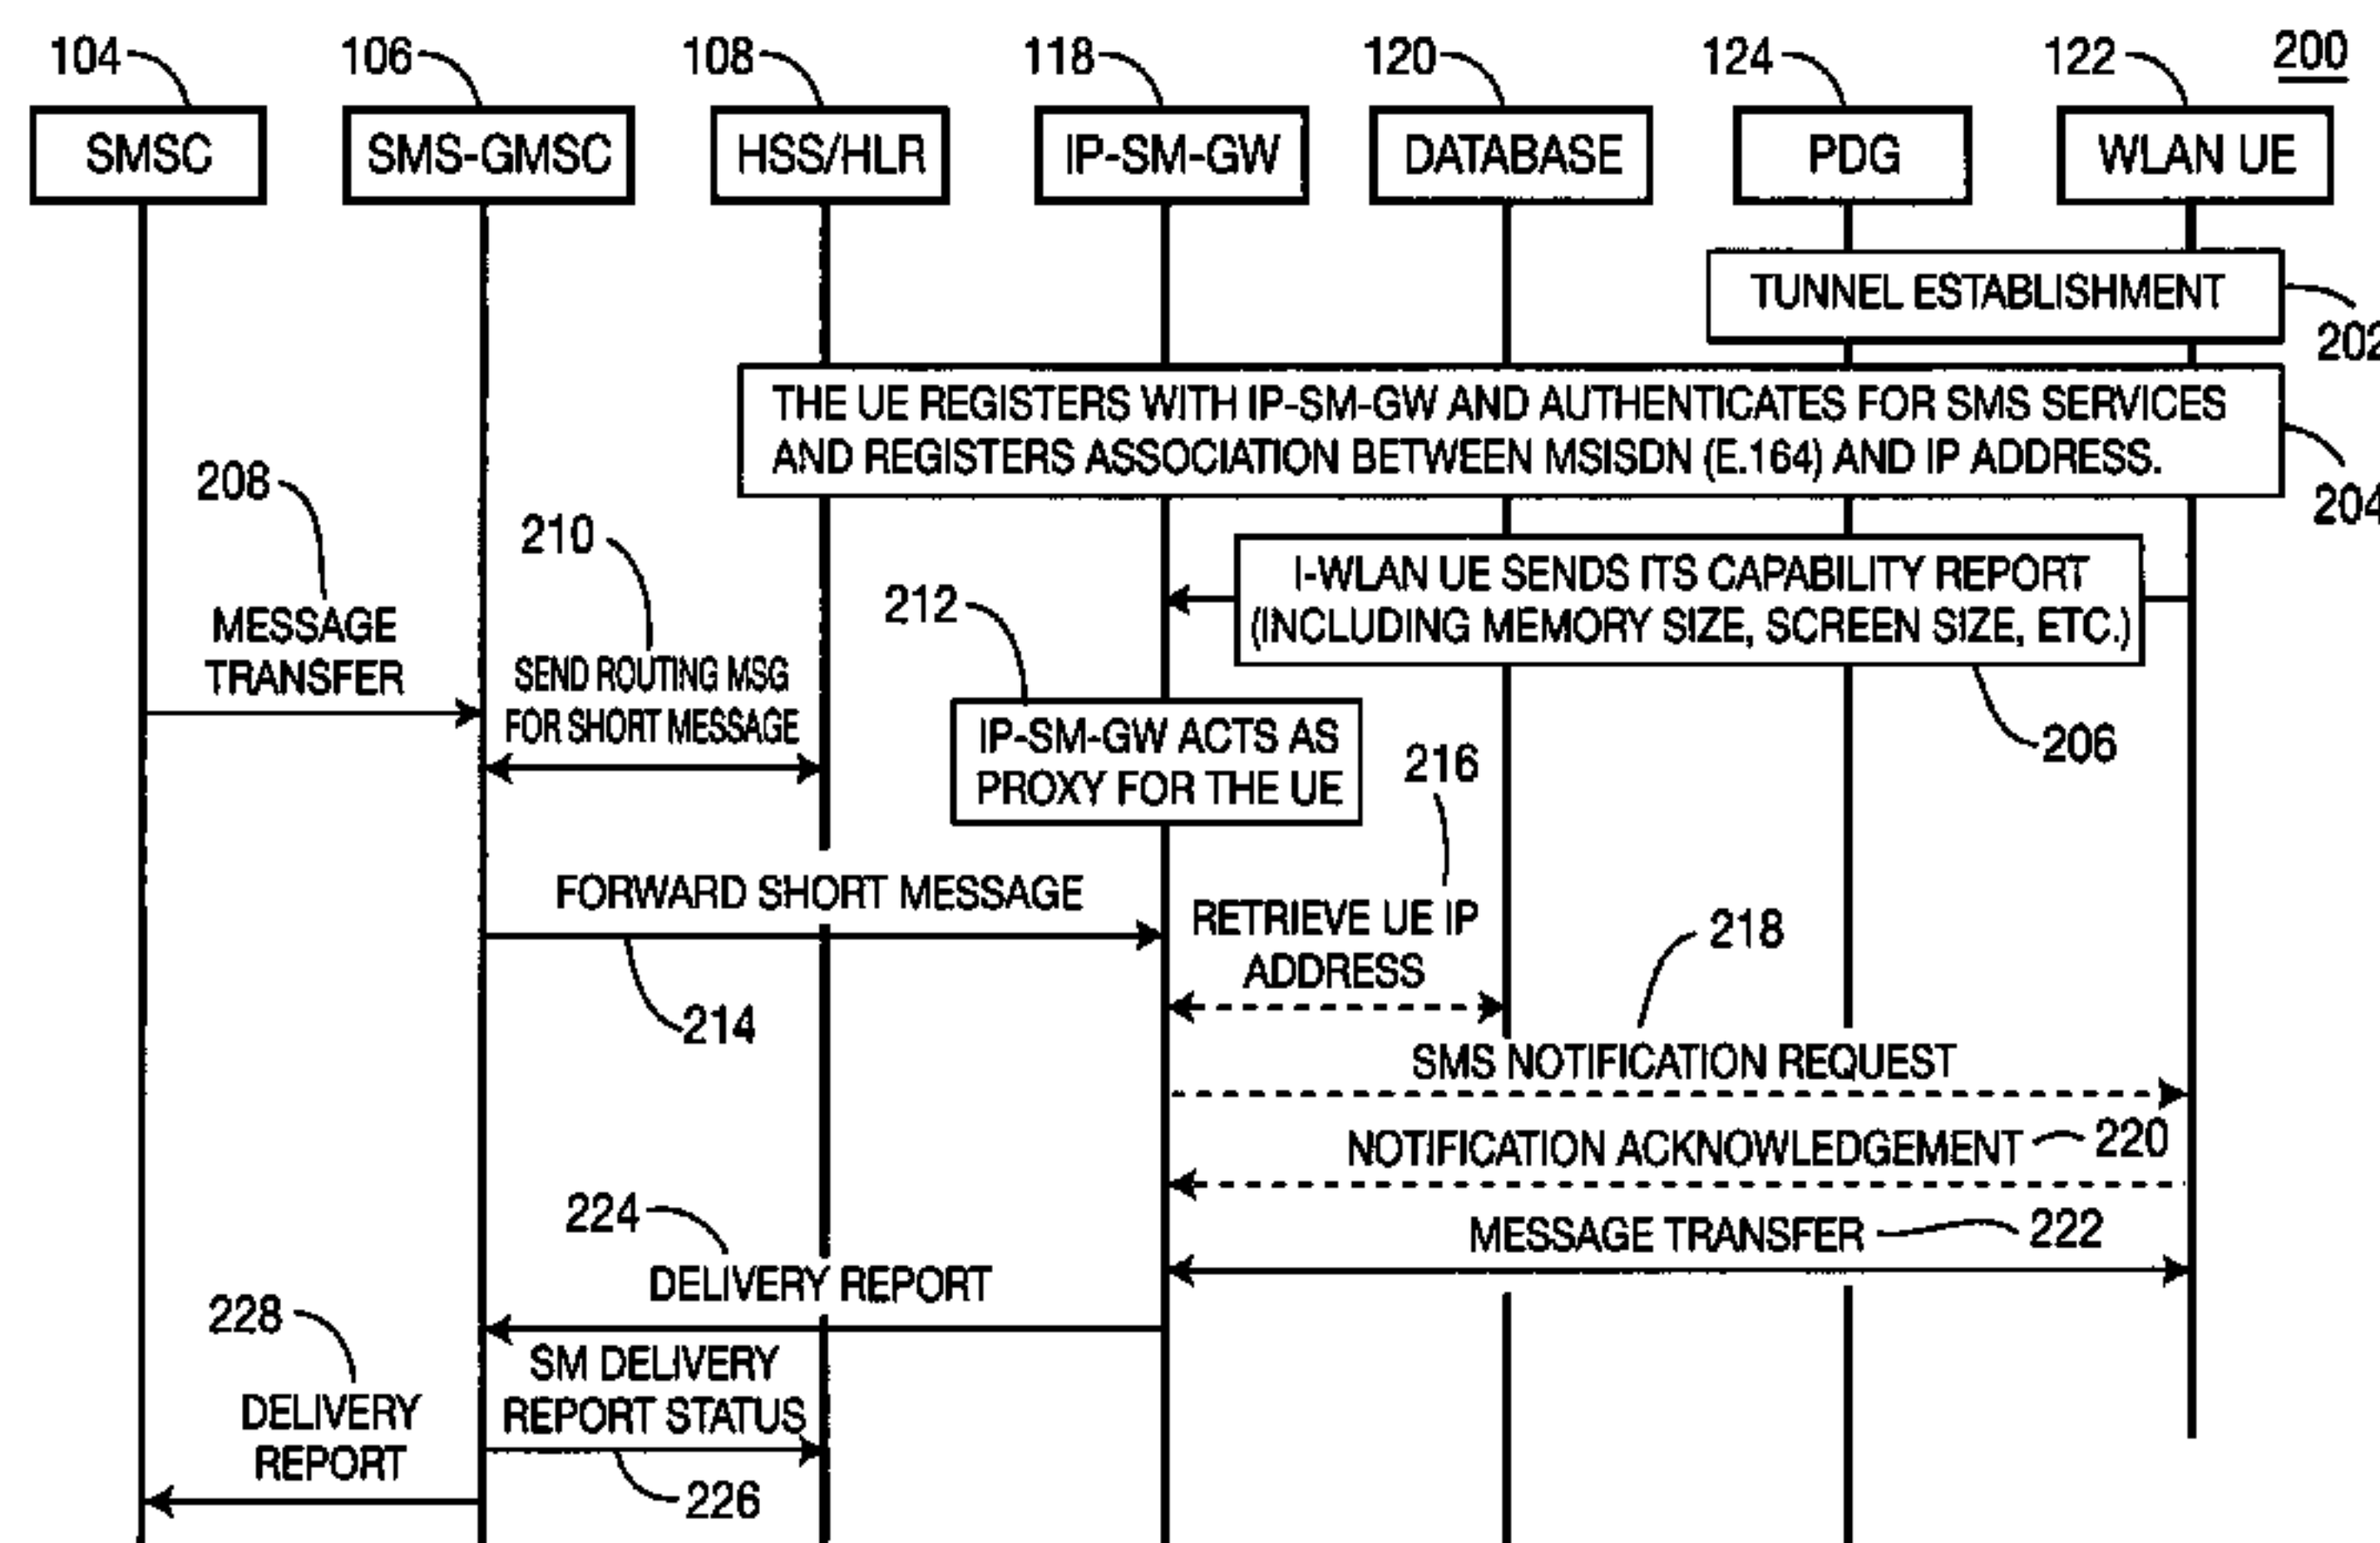 104
106
108
118
120
124
122
200
SMSC
SMS-GMSC
HSS/HLR
IP-SM-GW
DATABASE
PDG
WLAN UE
TUNNEL ESTABLISHMENT
202
THE UE REGISTERS WITH IP-SM-GW AND AUTHENTICATES FOR SMS SERVICES
AND REGISTERS ASSOCIATION BETWEEN MSISDN (E.164) AND IP ADDRESS.
204
208
210
I-WLAN UE SENDS ITS CAPABILITY REPORT
(INCLUDING MEMORY SIZE, SCREEN SIZE, ETC.)
206
212
MESSAGE
TRANSFER
SEND ROUTING MSG
FOR SHORT MESSAGE
IP-SM-GW ACTS AS
PROXY FOR THE UE
216
FORWARD SHORT MESSAGE
214
RETRIEVE UE IP
ADDRESS
218
SMS NOTIFICATION REQUEST
NOTIFICATION ACKNOWLEDGEMENT
220
MESSAGE TRANSFER
222
224
DELIVERY REPORT
228
SM DELIVERY
REPORT STATUS
226
DELIVERY
REPORT